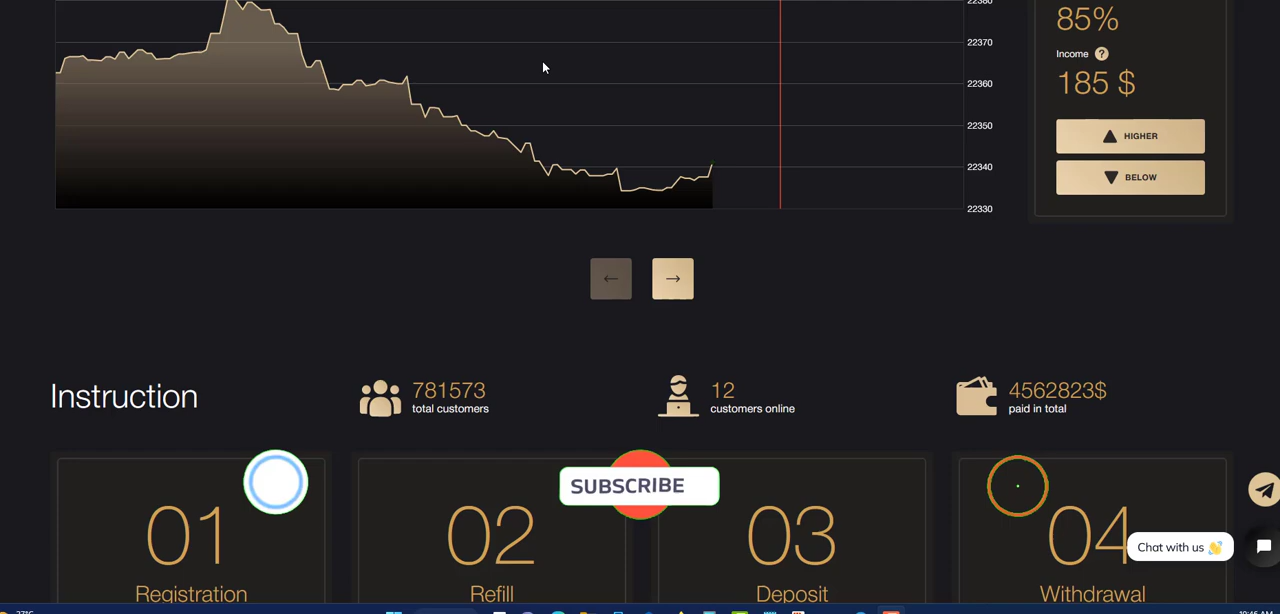 22380
85%
22370
Income ?
22360
185 $
22350
HIGHER
22340
BELOW
22330
Instruction
781573
total customers
12
customers online
4562823$
paid in total
SUBSCRIBE
01
02
03
04
Chat with us 👋
Registration
Refill
Deposit
Withdrawal